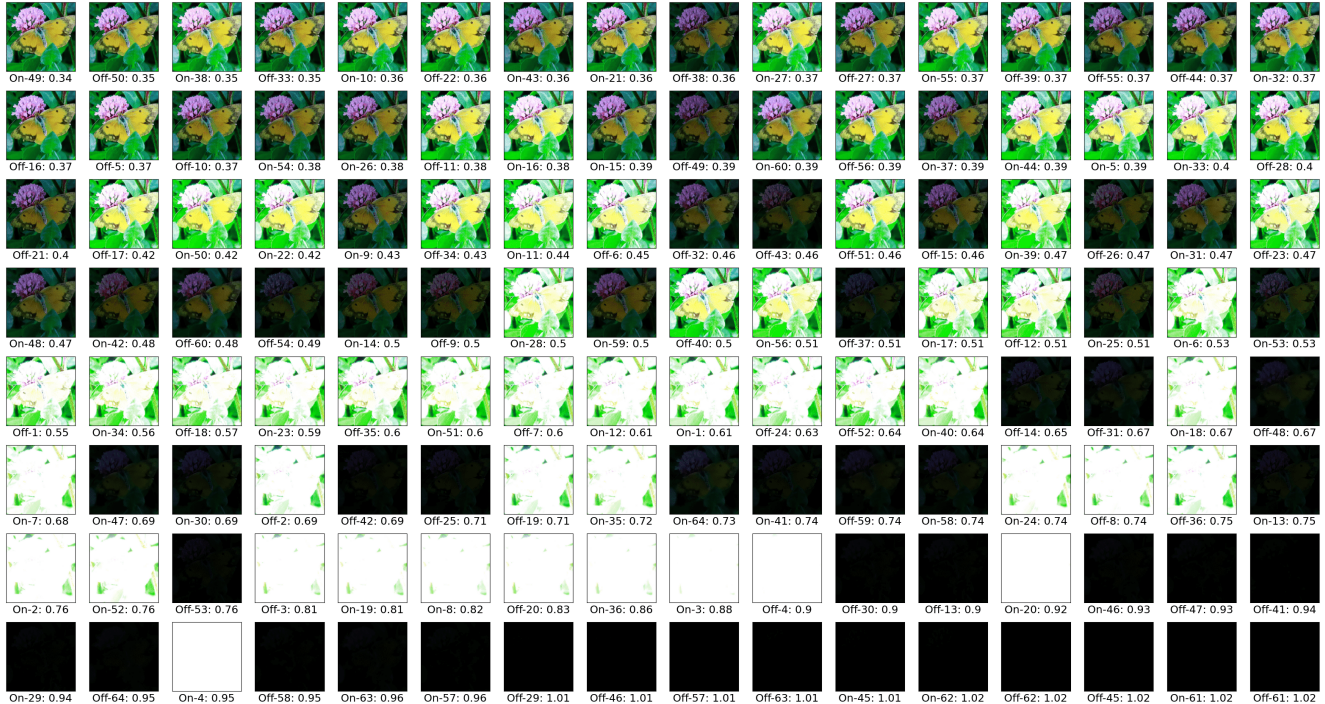 On-49: 0.34 Off-50: 0.35 On-38: 0.35 Off-33: 0.35 On-10: 0.36 Off-22: 0.36 On-43: 0.36 On-21: 0.36 Off-38: 0.36 On-27: 0.37 Off-27: 0.37 On-55: 0.37 Off-39: 0.37 Off-55: 0.37 Off-44: 0.37 On-32: 0.37
Off-16: 0.37 Off-5: 0.37 Off-10: 0.37 On-54: 0.38 On-26: 0.38 Off-11: 0.38 On-16: 0.38 On-15: 0.39 Off-49: 0.39 On-60: 0.39 Off-56: 0.39 On-37: 0.39 On-44: 0.39 On-5: 0.39 On-33: 0.4 Off-28: 0.4
Off-21: 0.4 Off-17: 0.42 On-50: 0.42 On-22: 0.42 On-9: 0.43 Off-34: 0.43 On-11: 0.44 Off-6: 0.45 Off-32: 0.46 Off-43: 0.46 Off-51: 0.46 Off-15: 0.46 On-39: 0.47 Off-26: 0.47 On-31: 0.47 Off-23: 0.47
On-48: 0.47 On-42: 0.48 Off-60: 0.48 Off-54: 0.49 On-14: 0.5 Off-9: 0.5 On-28: 0.5 On-59: 0.5 Off-40: 0.5 On-56: 0.51 Off-37: 0.51 On-17: 0.51 Off-12: 0.51 On-25: 0.51 On-6: 0.53 On-53: 0.53
Off-1: 0.55 On-34: 0.56 Off-18: 0.57 On-23: 0.59 Off-35: 0.6 On-51: 0.6 Off-7: 0.6 On-12: 0.61 On-1: 0.61 Off-24: 0.63 Off-52: 0.64 On-40: 0.64 Off-14: 0.65 Off-31: 0.67 On-18: 0.67 Off-48: 0.67
On-7: 0.68 On-47: 0.69 On-30: 0.69 Off-2: 0.69 Off-42: 0.69 Off-25: 0.71 Off-19: 0.71 On-35: 0.72 On-64: 0.73 On-41: 0.74 Off-59: 0.74 On-58: 0.74 On-24: 0.74 Off-8: 0.74 Off-36: 0.75 On-13: 0.75
On-2: 0.76 On-52: 0.76 Off-53: 0.76 Off-3: 0.81 On-19: 0.81 On-8: 0.82 Off-20: 0.83 On-36: 0.86 On-3: 0.88 Off-4: 0.9 Off-30: 0.9 Off-13: 0.9 On-20: 0.92 On-46: 0.93 Off-47: 0.93 Off-41: 0.94
On-29: 0.94 Off-64: 0.95 On-4: 0.95 Off-58: 0.95 On-63: 0.96 On-57: 0.96 Off-29: 1.01 Off-46: 1.01 Off-57: 1.01 Off-63: 1.01 On-45: 1.01 On-62: 1.02 Off-62: 1.02 Off-45: 1.02 On-61: 1.02 Off-61: 1.02